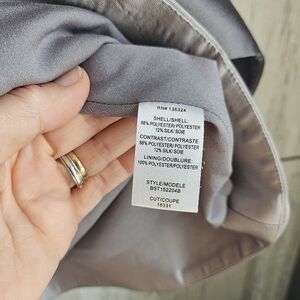 RN# 136324
SHELL/SHELL:
88% POLYESTER/POLYESTER
12% SILK/SOIE
CONTRAST/CONTRASTE:
88% POLYESTER/POLYESTER
12% SILK/SOIE
LINING/DOUBLURE:
100% POLYESTER/POLYESTER
STYLE/MODELE
BST152204B
CUT/COUPE
16331